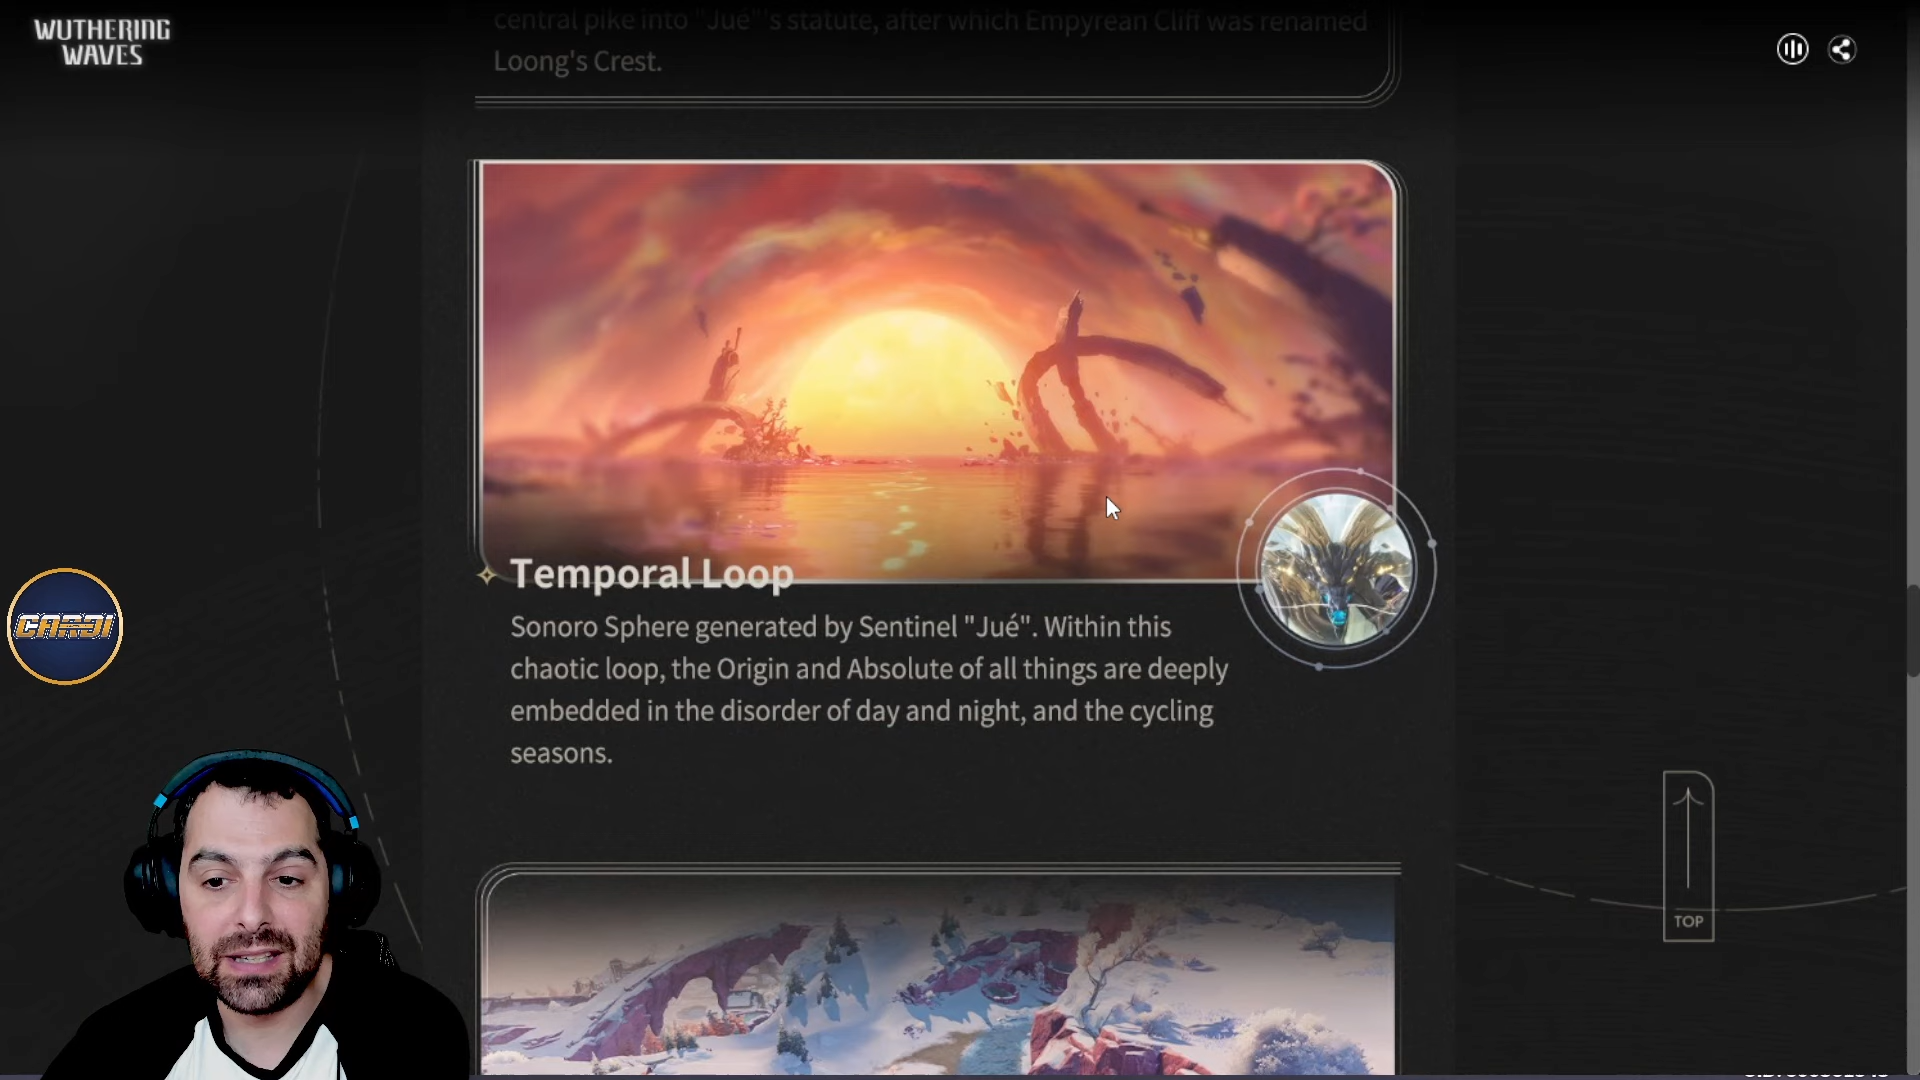 WUTHERING
WAVES
central pike into "Jué"'s statute, after which Empyrean Cliff was renamed
Loong's Crest.
Temporal Loop
Sonoro Sphere generated by Sentinel "Jué". Within this
chaotic loop, the Origin and Absolute of all things are deeply
embedded in the disorder of day and night, and the cycling
seasons.
CARDI
TOP